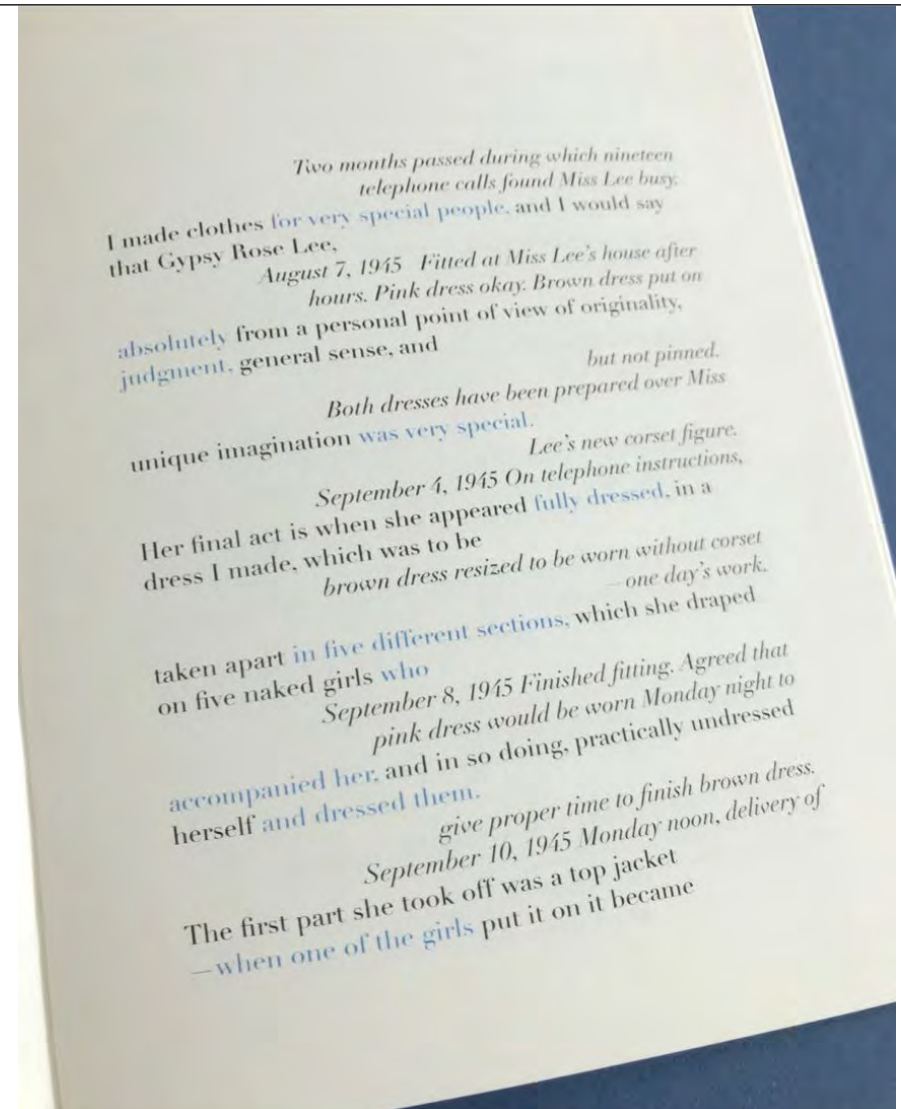 Two months passed during which nineteen
telephone calls found Miss Lee busy.
I made clothes for very special people, and I would say
that Gypsy Rose Lee,
August 7, 1945 Fitted at Miss Lee's house after
hours. Pink dress okay. Brown dress put on
absolutely from a personal point of view of originality,
judgment, general sense, and
but not pinned.
Both dresses have been prepared over Miss
unique imagination was very special.
Lee's new corset figure.
September 4, 1945 On telephone instructions,
Her final act is when she appeared fully dressed, in a
dress I made, which was to be
brown dress resized to be worn without corset
—one day's work.
taken apart in five different sections, which she draped
on five naked girls who
September 8, 1945 Finished fitting. Agreed that
pink dress would be worn Monday night to
accompanied her, and in so doing, practically undressed
herself and dressed them.
give proper time to finish brown dress.
September 10, 1945 Monday noon, delivery of
The first part she took off was a top jacket
—when one of the girls put it on it became